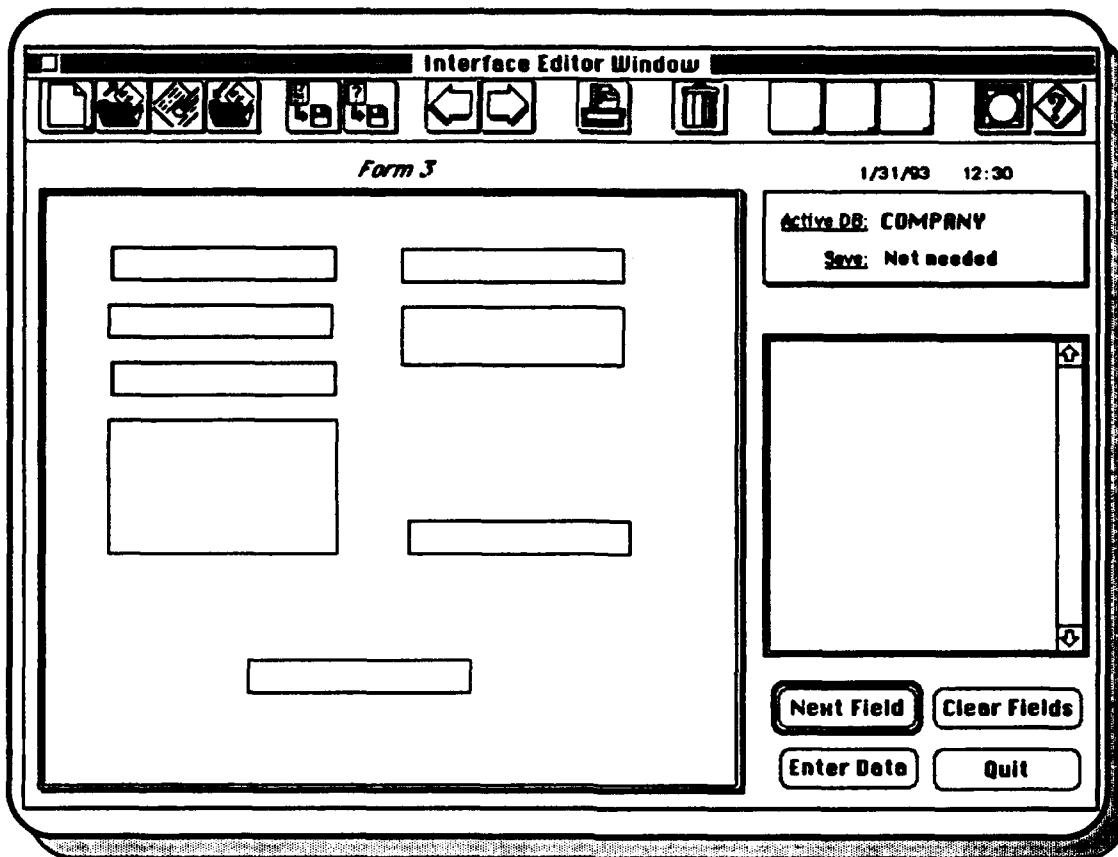 Interface Editor Window
?
?
Form 3
1/31/93 12:30
Active DB: COMPANY
Save: Not needed
Next Field
Clear Fields
Enter Data
Quit